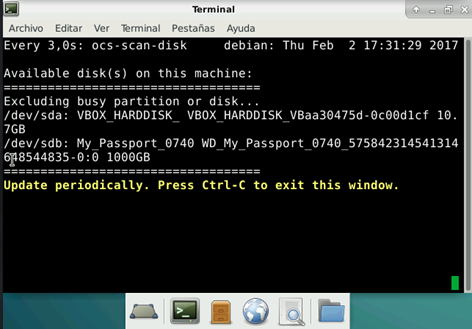 Terminal
Archivo Editar Ver Terminal Pestañas Ayuda
Every 3,0s: ocs-scan-disk debian: Thu Feb 2 17:31:29 2017
Available disk(s) on this machine:
===================================
Excluding busy partition or disk...
/dev/sda: VBOX_HARDDISK_ VBOX_HARDDISK_VBaa30475d-0c00d1cf 10.
7GB
/dev/sdb: My_Passport_0740 WD_My_Passport_0740_575842314541314
648544835-0:0 1000GB
===================================
Update periodically. Press Ctrl-C to exit this window.